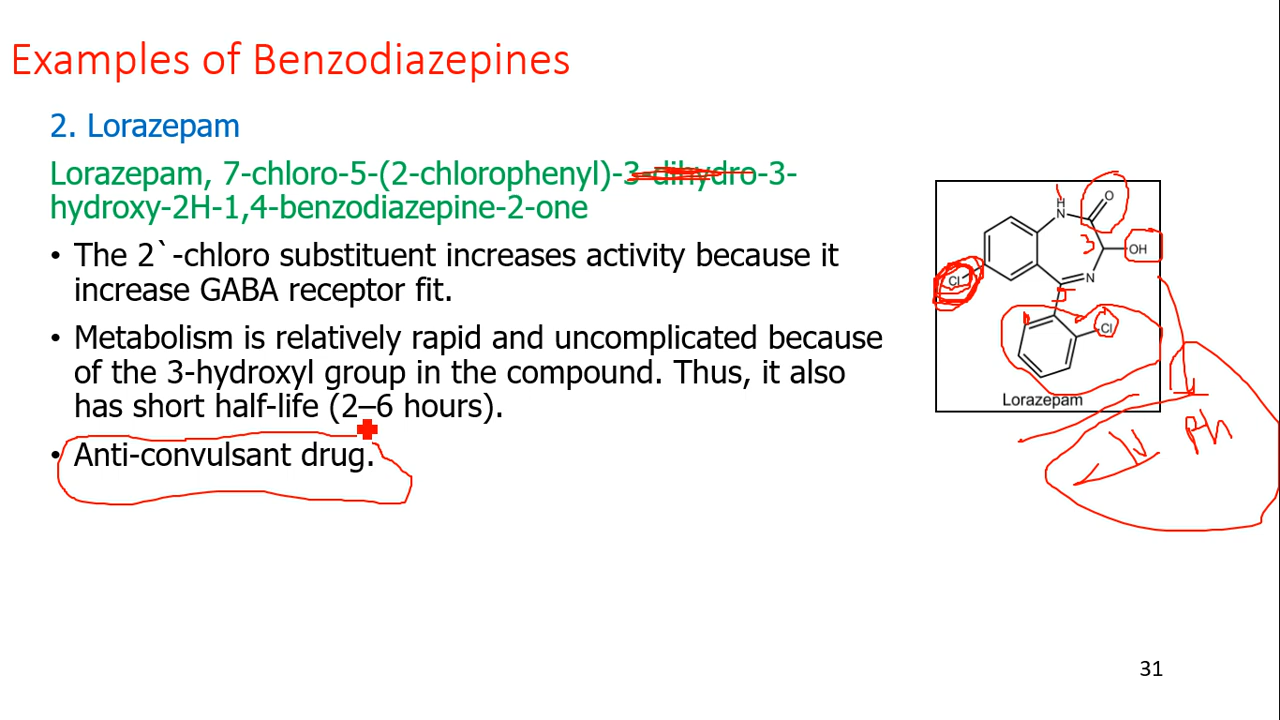 Examples of Benzodiazepines
2. Lorazepam
Lorazepam, 7-chloro-5-(2-chlorophenyl)-3-dihydro-3-
hydroxy-2H-1,4-benzodiazepine-2-one
• The 2`-chloro substituent increases activity because it
increase GABA receptor fit.
• Metabolism is relatively rapid and uncomplicated because
of the 3-hydroxyl group in the compound. Thus, it also
has short half-life (2–6 hours).
• Anti-convulsant drug.
H
N
O
3
OH
Cl
N
5
Cl
Lorazepam
Ph
31